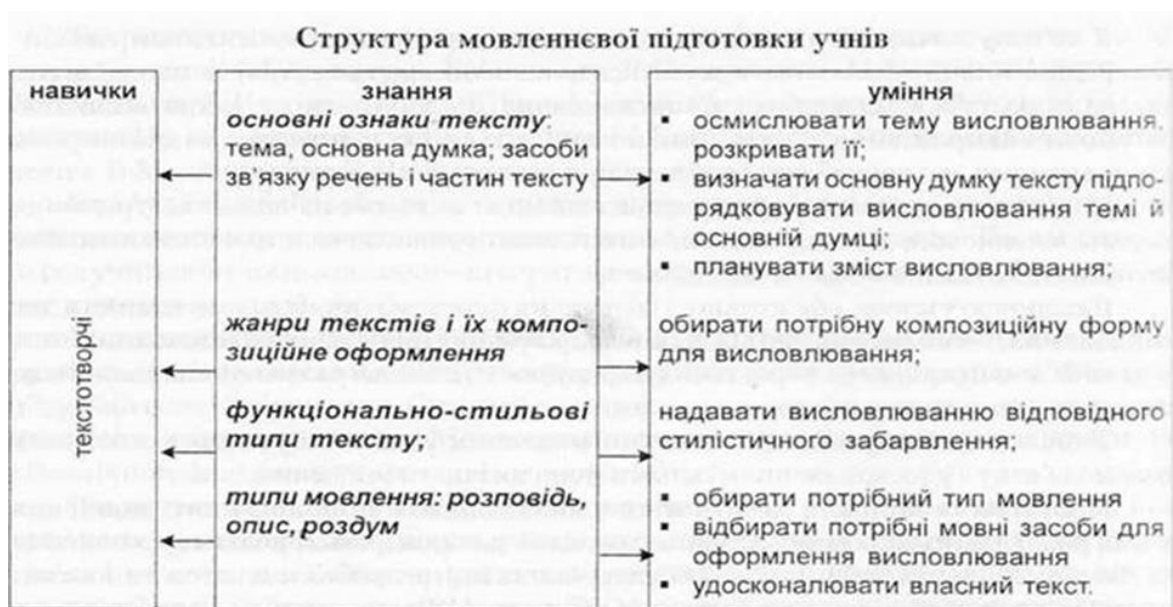 Структура мовленнєвої підготовки учнів
навички
знання
уміння
текстотворчі
основні ознаки тексту:
тема, основна думка; засоби
зв'язку речень і частин тексту
▪ осмислювати тему висловлювання,
розкривати її;
▪ визначати основну думку тексту підпо-
рядковувати висловлювання темі й
основній думці;
▪ планувати зміст висловлювання;
жанри текстів і їх компо-
зиційне оформлення
обирати потрібну композиційну форму
для висловлювання;
функціонально-стильові
типи тексту;
надавати висловлюванню відповідного
стилістичного забарвлення;
типи мовлення: розповідь,
опис, роздум
▪ обирати потрібний тип мовлення
▪ відбирати потрібні мовні засоби для
оформлення висловлювання.
▪ удосконалювати власний текст.